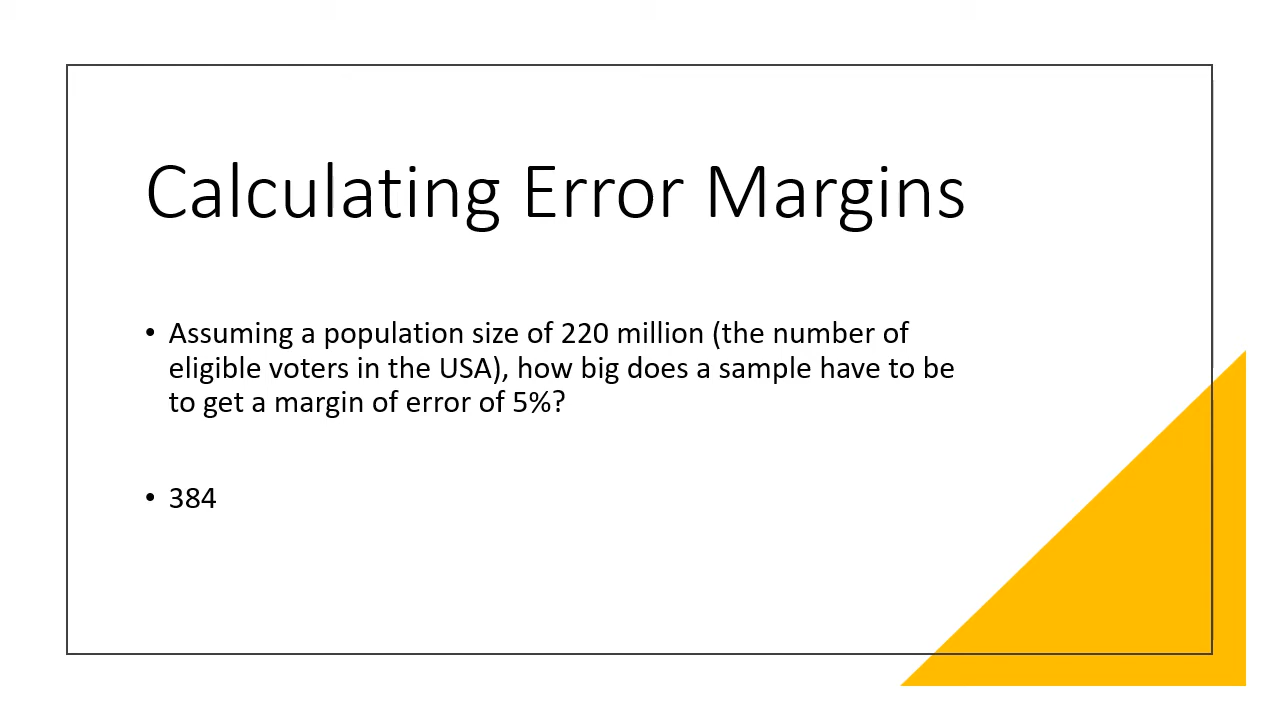 Calculating Error Margins
• Assuming a population size of 220 million (the number of
eligible voters in the USA), how big does a sample have to be
to get a margin of error of 5%?
• 384